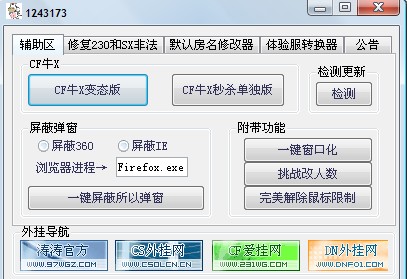 1243173
辅助区 修复230和SX非法 默认房名修改器 体验服转换器 公告
CF牛X
CF牛X变态版 CF牛X秒杀单独版
检测更新
检测
屏蔽弹窗
屏蔽360 屏蔽IE
浏览器进程→ Firefox.exe
一键屏蔽所以弹窗
附带功能
一键窗口化
挑战改人数
完美解除鼠标限制
外挂导航
涛涛官方 CS外挂网 CF爱挂网 DN外挂网
WWW.97WGZ.COM WWW.CSOLCN.CN WWW.231WG.COM WWW.DNF01.COM